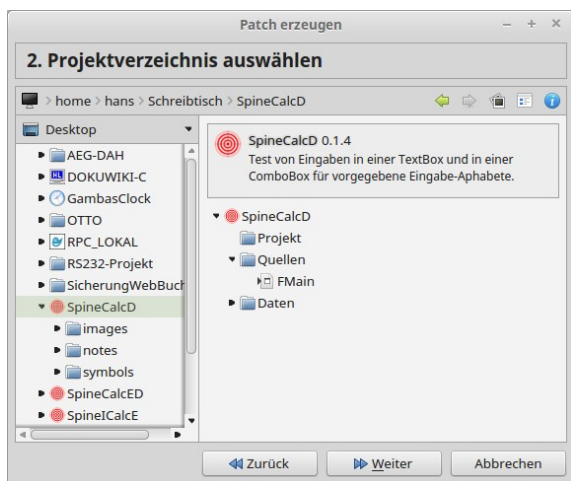 Patch erzeugen
2. Projektverzeichnis auswählen
home › hans › Schreibtisch › SpineCalcD
Desktop
AEG-DAH
DOKUWIKI-C
GambasClock
OTTO
RPC_LOKAL
RS232-Projekt
SicherungWebBuch
SpineCalcD
images
notes
symbols
SpineCalcED
SpineICalcE
SpineCalcD 0.1.4
Test von Eingaben in einer TextBox und in einer
ComboBox für vorgegebene Eingabe-Aphabete.
SpineCalcD
Projekt
Quellen
FMain
Daten
Zurück
Weiter
Abbrechen